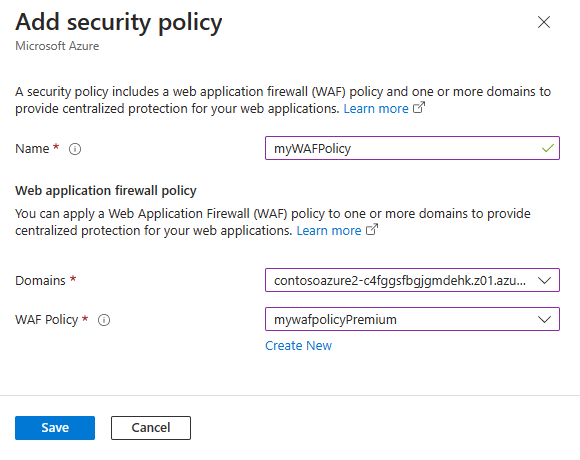 Add security policy
Microsoft Azure
A security policy includes a web application firewall (WAF) policy and one or more domains to
provide centralized protection for your web applications. Learn more
Name * myWAFPolicy
Web application firewall policy
You can apply a Web Application Firewall (WAF) policy to one or more domains to provide
centralized protection for your web applications. Learn more
Domains * contosoazure2-c4fggsfbgjgmdehk.z01.azu...
WAF Policy * mywafpolicyPremium
Create New
Save Cancel